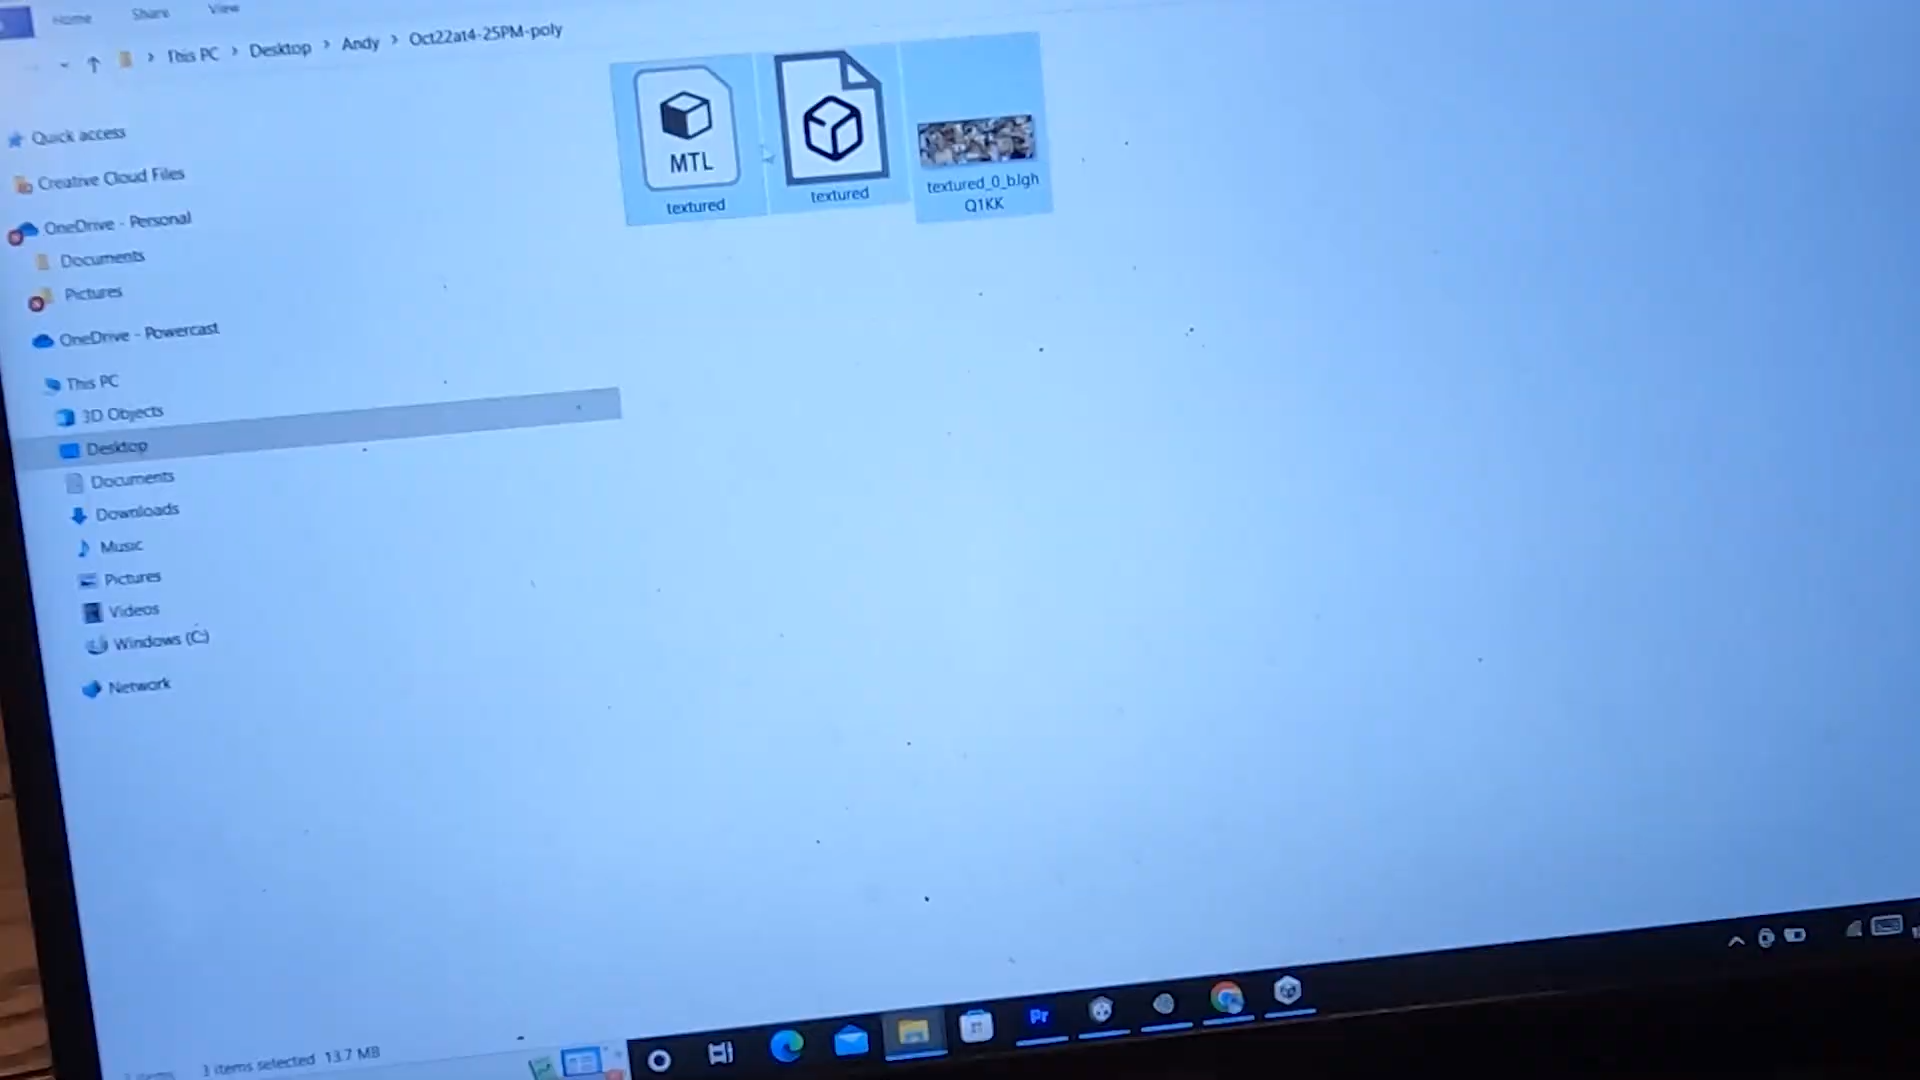 Home Share View
This PC > Desktop > Andy > Oct22at4-25PM-poly
Quick access
Creative Cloud Files
OneDrive - Personal
Documents
Pictures
OneDrive - Powercast
This PC
3D Objects
Desktop
Documents
Downloads
Music
Pictures
Videos
Windows (C:)
Network
MTL
textured
textured
textured_0_bJgh
Q1KK
3 items selected 13.7 MB
Pr